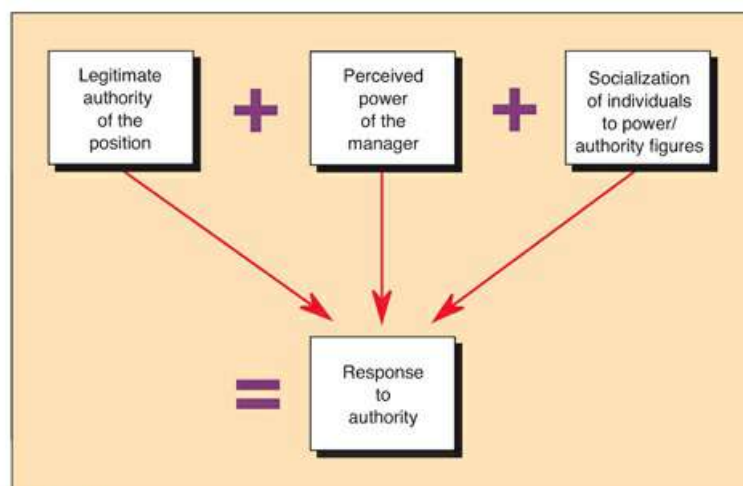 Legitimate
authority
of the
position
+
Perceived
power
of the
manager
+
Socialization
of individuals
to power/
authority figures
=
Response
to
authority